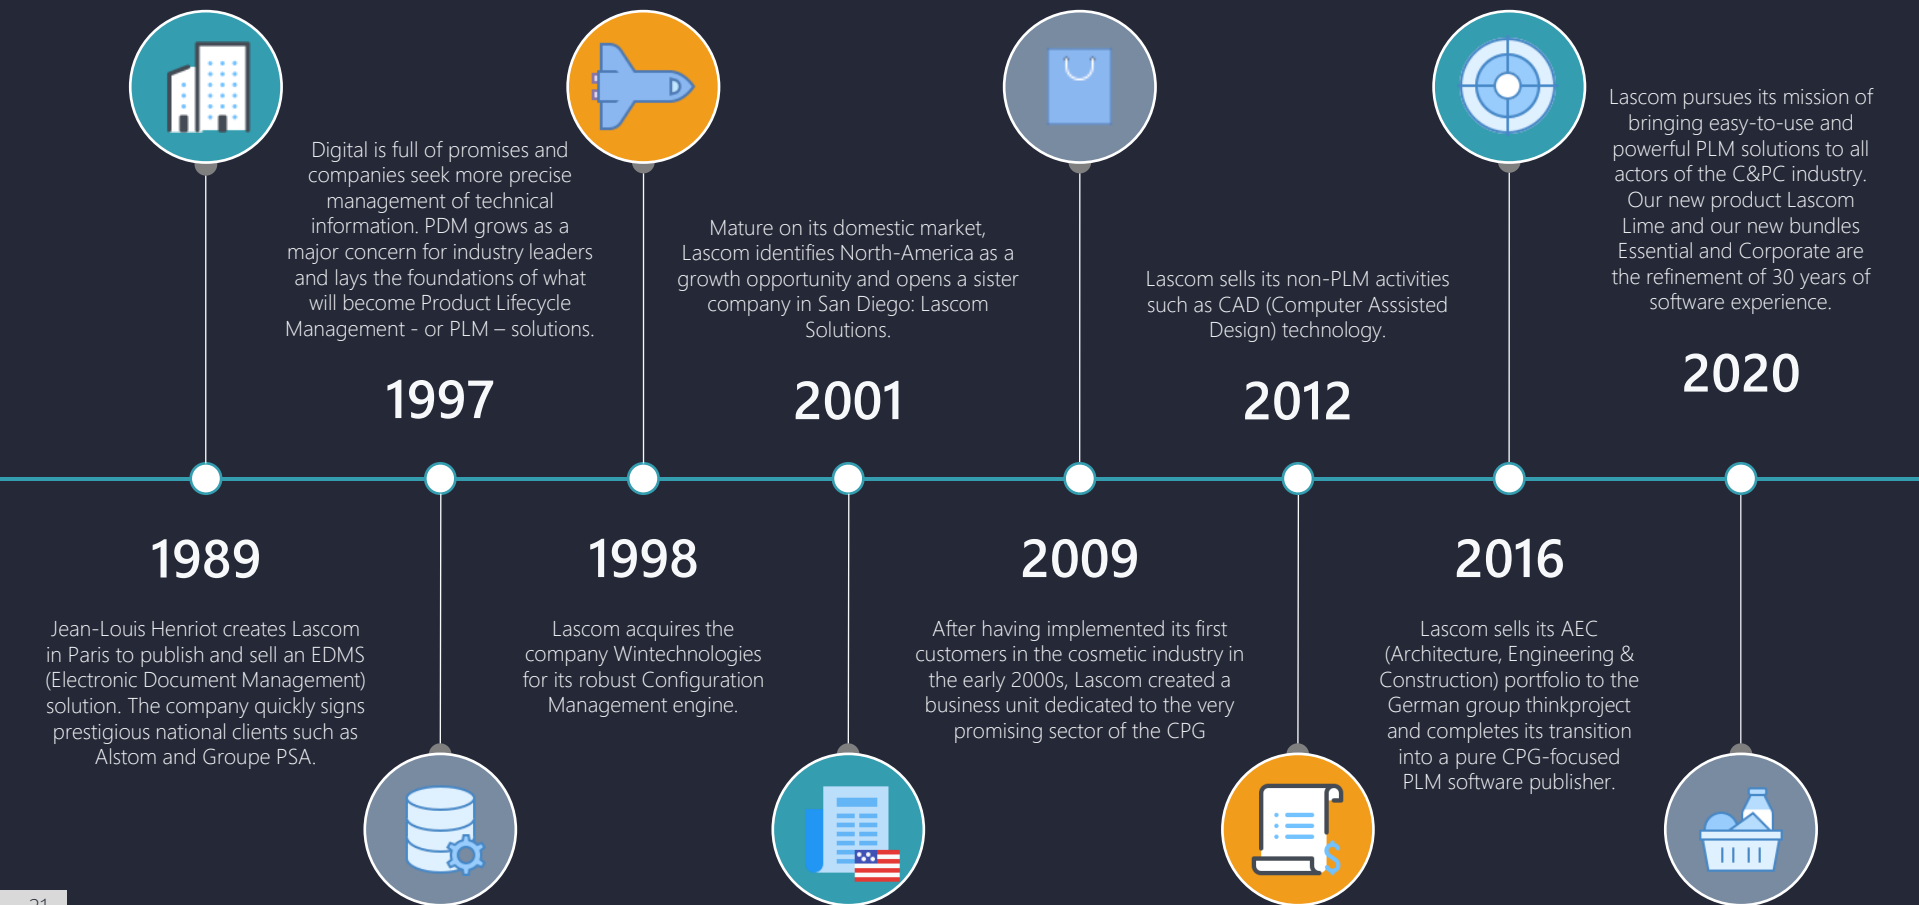 1989
Jean-Louis Henriot creates Lascom
in Paris to publish and sell an EDMS
(Electronic Document Management)
solution. The company quickly signs
prestigious national clients such as
Alstom and Groupe PSA.
Digital is full of promises and
companies seek more precise
management of technical
information. PDM grows as a
major concern for industry leaders
and lays the foundations of what
will become Product Lifecycle
Management - or PLM – solutions.
1997
1998
Lascom acquires the
company Wintechnologies
for its robust Configuration
Management engine.
Mature on its domestic market,
Lascom identifies North-America as a
growth opportunity and opens a sister
company in San Diego: Lascom
Solutions.
2001
2009
After having implemented its first
customers in the cosmetic industry in
the early 2000s, Lascom created a
business unit dedicated to the very
promising sector of the CPG
Lascom sells its non-PLM activities
such as CAD (Computer Asssisted
Design) technology.
2012
2016
Lascom sells its AEC
(Architecture, Engineering &
Construction) portfolio to the
German group thinkproject
and completes its transition
into a pure CPG-focused
PLM software publisher.
Lascom pursues its mission of
bringing easy-to-use and
powerful PLM solutions to all
actors of the C&PC industry.
Our new product Lascom
Lime and our new bundles
Essential and Corporate are
the refinement of 30 years of
software experience.
2020
$
21